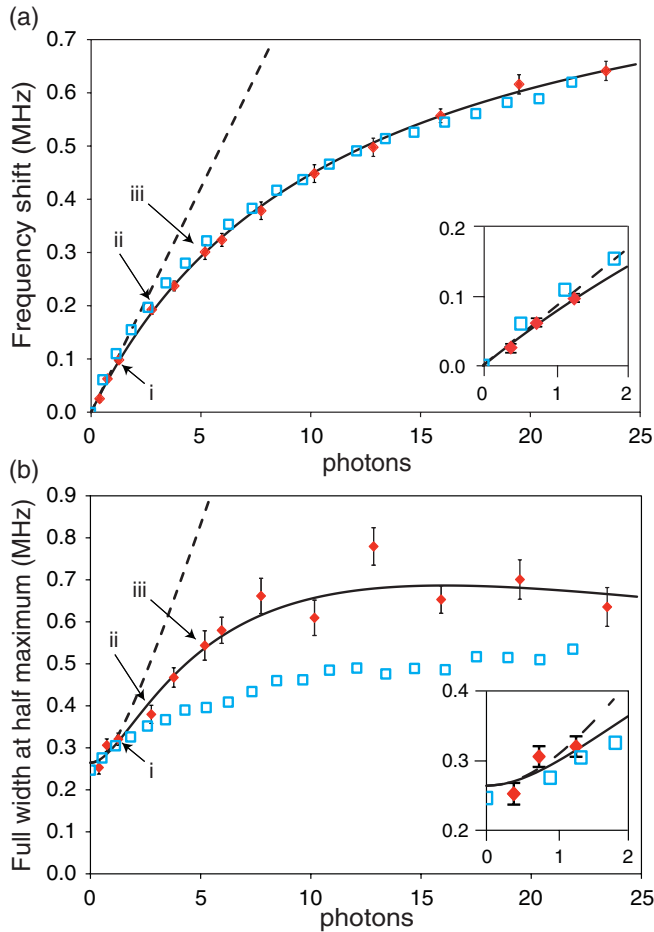 (a)
Frequency shift (MHz)
0.7
0.6
0.5
0.4
0.3
0.2
0.1
0.0
iii
ii
i
0.2
0.1
0.0
0 1 2
0 5 10 15 20 25
photons
(b)
Full width at half maximum (MHz)
0.9
0.8
0.7
0.6
0.5
0.4
0.3
0.2
0.1
0.0
iii
ii
i
0.4
0.3
0.2
0 1 2
0 5 10 15 20 25
photons